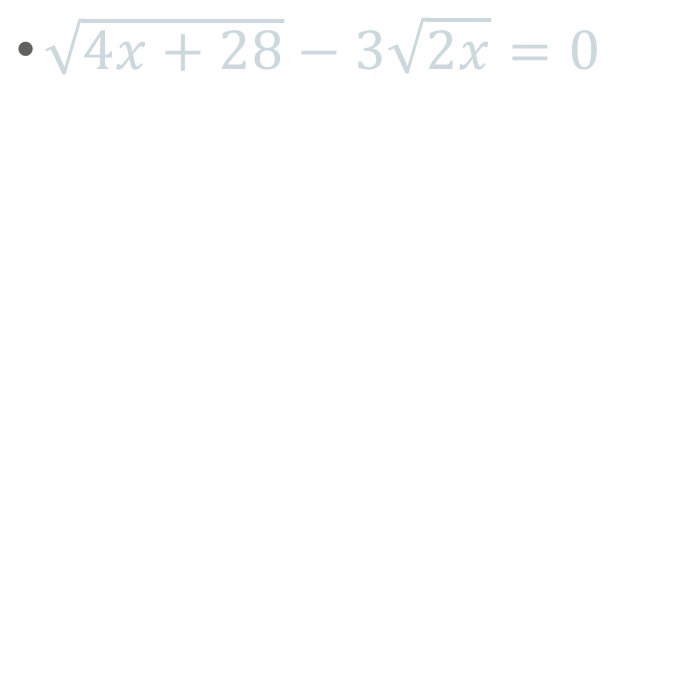 • √(4x + 28) − 3√(2x) = 0